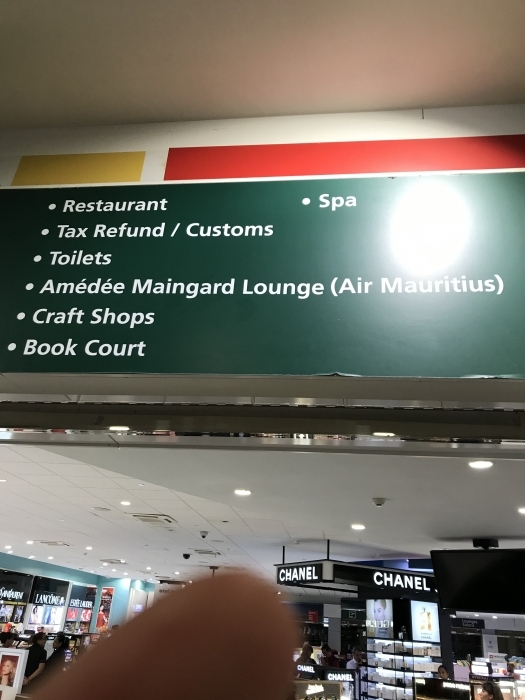 • Restaurant • Spa
• Tax Refund / Customs
• Toilets
• Amédée Maingard Lounge (Air Mauritius)
• Craft Shops
• Book Court
CHANEL CHANEL
LANCÔME ESTĒE LAUDER
CHANEL CHANEL